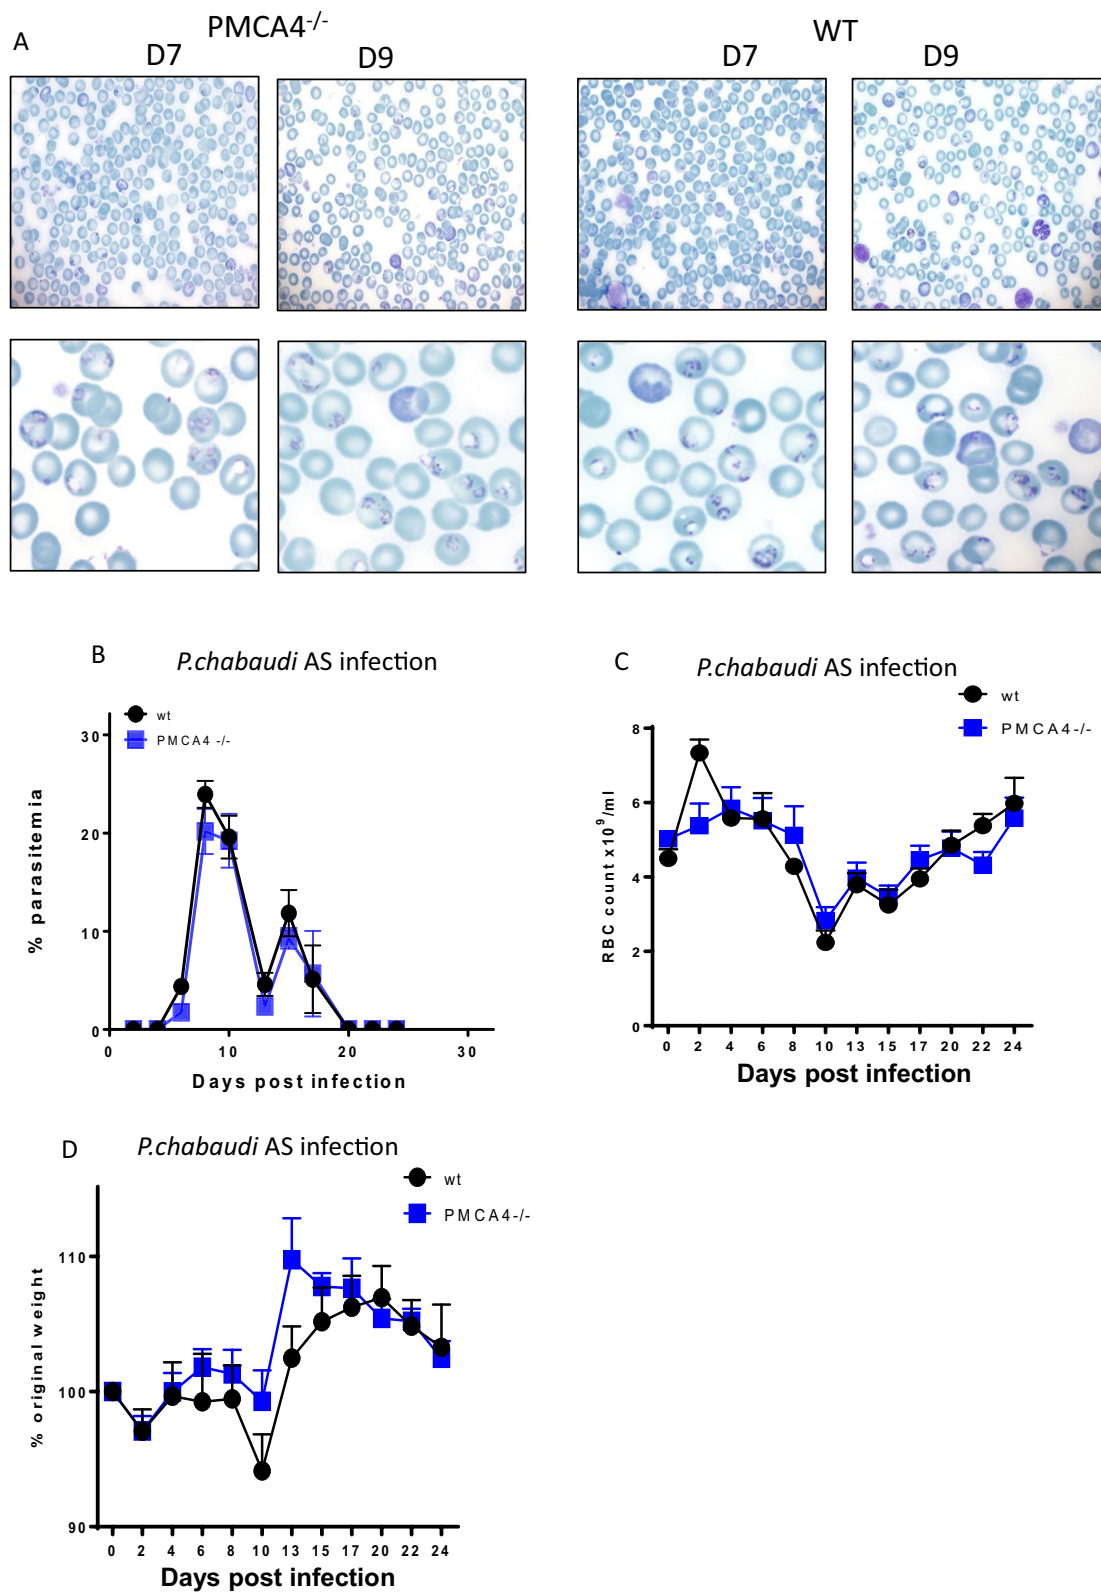 A
PMCA4-/-
WT
D7
D9
D7
D9
B
P.chabaudi AS infection
wt
PMCA4 -/-
30
20
10
0
% parasitemia
0
10
20
30
Days post infection
C
P.chabaudi AS infection
wt
PMCA4-/-
8
6
4
2
0
RBC count x10^9/ml
0 2 4 6 8 10 13 15 17 20 22 24
Days post infection
D
P.chabaudi AS infection
wt
PMCA4-/-
110
100
90
% original weight
0 2 4 6 8 10 13 15 17 20 22 24
Days post infection